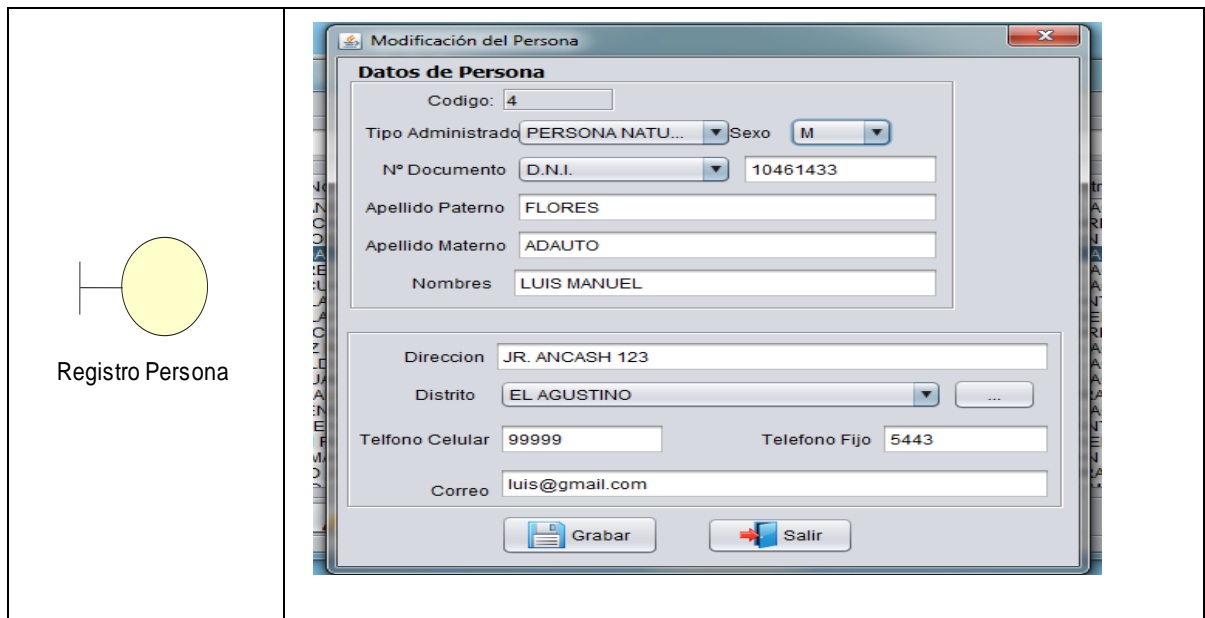 Modificación del Persona
Datos de Persona
Codigo: 4
Tipo Administrado PERSONA NATU... Sexo M
Nº Documento D.N.I. 10461433
Apellido Paterno FLORES
Apellido Materno ADAUTO
Nombres LUIS MANUEL
Registro Persona
Direccion JR. ANCASH 123
Distrito EL AGUSTINO ...
Telfono Celular 99999 Telefono Fijo 5443
Correo luis@gmail.com
Grabar Salir